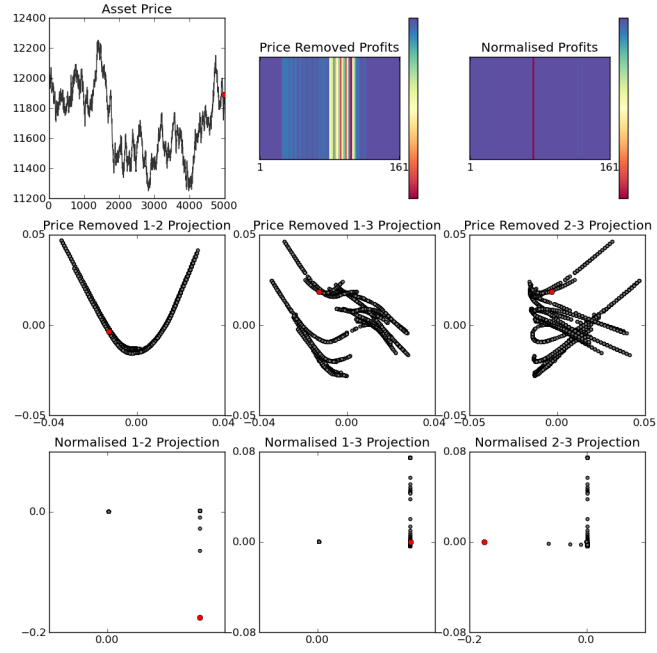 Asset Price
12400
12200
12000
11800
11600
11400
11200
0 1000 2000 3000 4000 5000
Price Removed Profits
1 161
Normalised Profits
1 161
Price Removed 1-2 Projection
0.05
0.00
−0.05
−0.04 0.00 0.04
Price Removed 1-3 Projection
0.05
0.00
−0.05
−0.04 0.00 0.04
Price Removed 2-3 Projection
0.05
0.00
−0.05
−0.05 0.00 0.05
Normalised 1-2 Projection
0.0
−0.2
0.00
Normalised 1-3 Projection
0.08
0.00
−0.08
0.00
Normalised 2-3 Projection
0.08
0.00
−0.08
−0.2 0.0